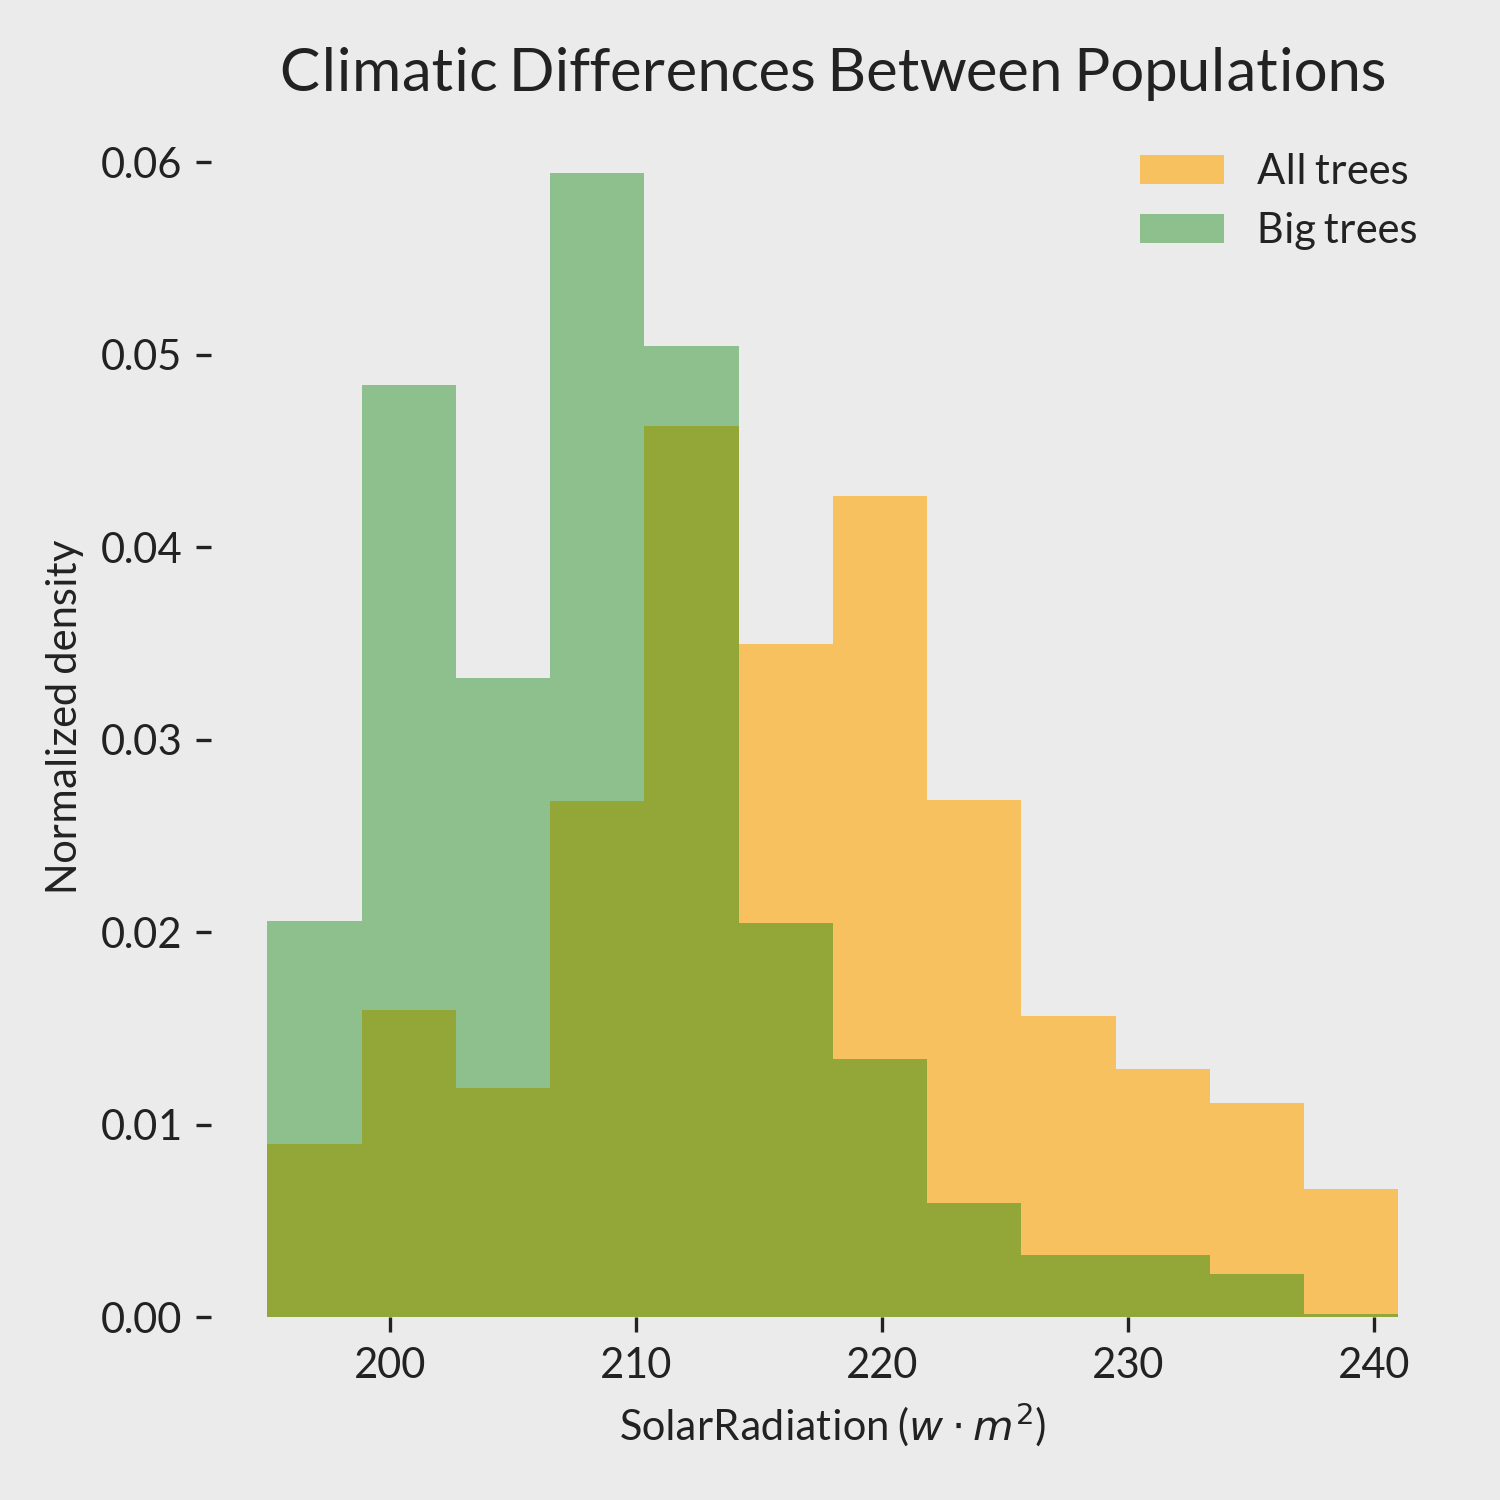 Climatic Differences Between Populations
All trees
Big trees
0.06
0.05
0.04
0.03
0.02
0.01
0.00
Normalized density
200 210 220 230 240
SolarRadiation (w · m²)